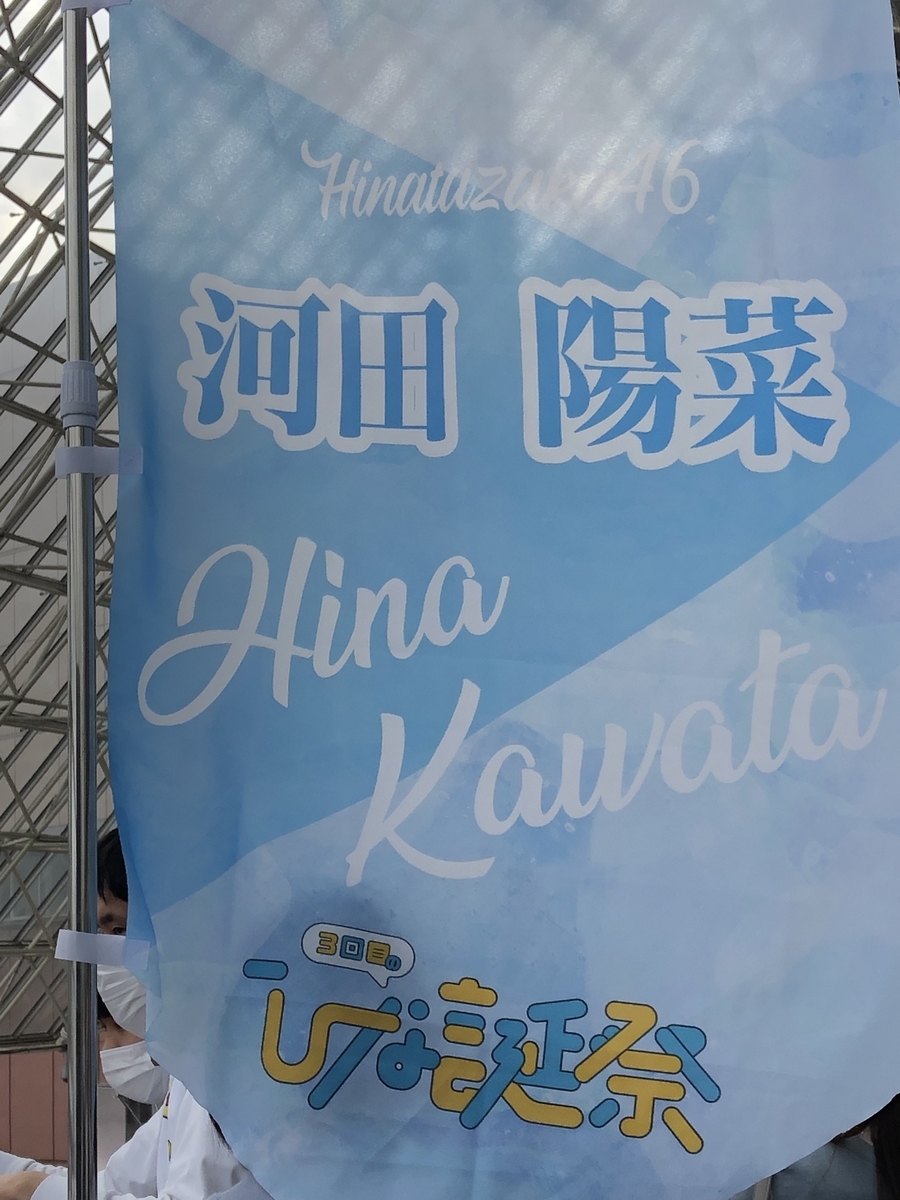 Hinatazaka46
河田 陽菜
Hina
Kawata
3回目の
ひな誕祭